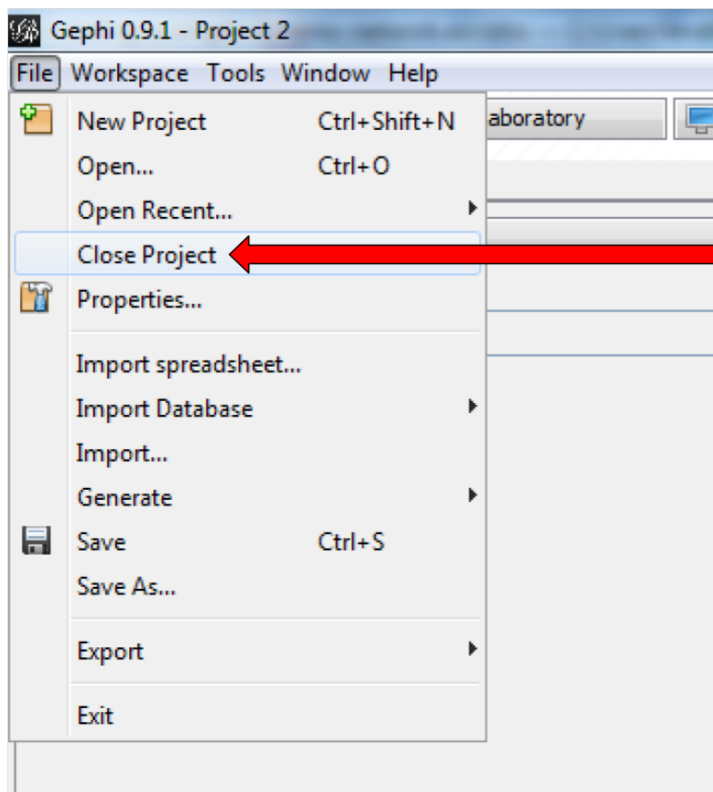 Gephi 0.9.1 - Project 2
File Workspace Tools Window Help
New Project Ctrl+Shift+N
aboratory
Open... Ctrl+O
Open Recent...
Close Project
Properties...
Import spreadsheet...
Import Database
Import...
Generate
Save Ctrl+S
Save As...
Export
Exit